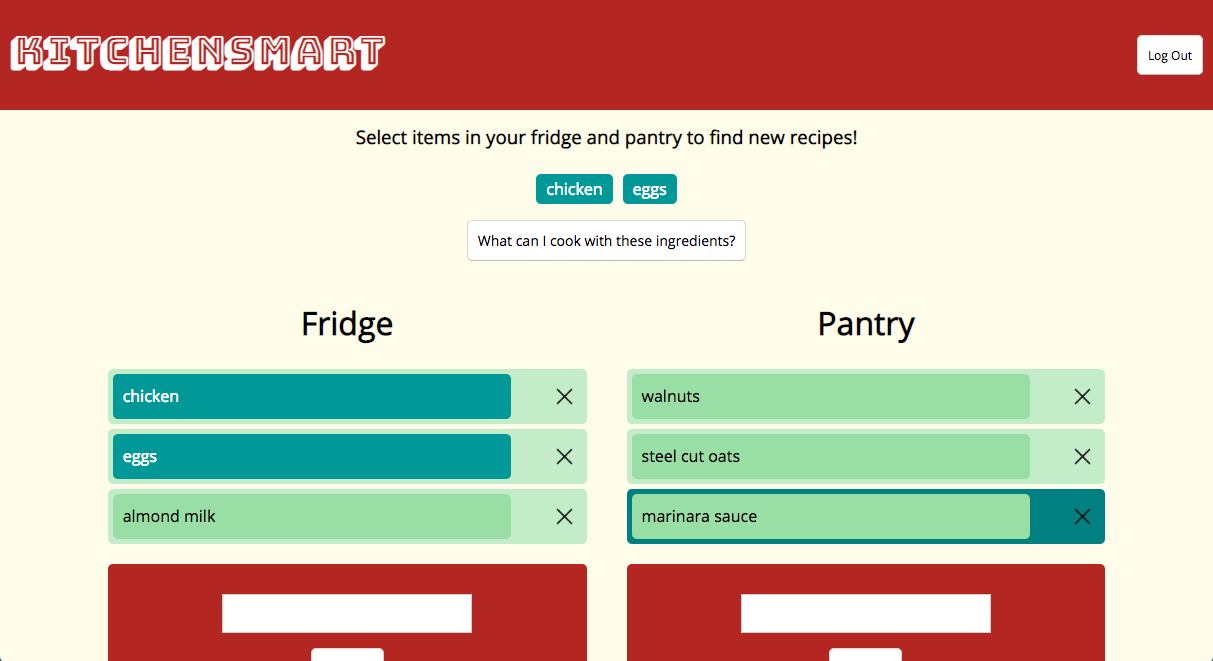 KITCHENSMART
Log Out
Select items in your fridge and pantry to find new recipes!
chicken eggs
What can I cook with these ingredients?
Fridge
chicken
eggs
almond milk
Pantry
walnuts
steel cut oats
marinara sauce